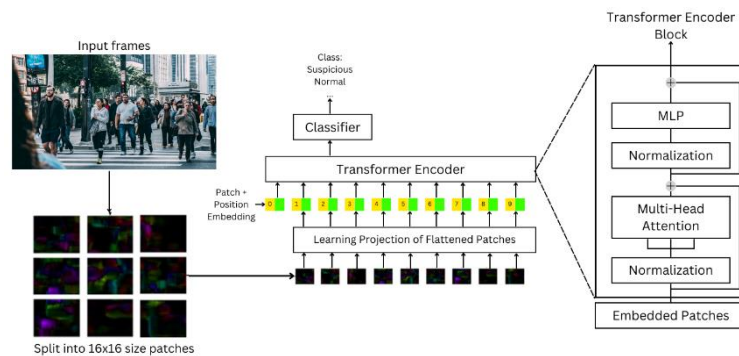 Input frames
Split into 16x16 size patches
Class:
Suspicious
Normal
...
Classifier
Transformer Encoder
Patch +
Position
Embedding
0 1 2 3 4 5 6 7 8 9
Learning Projection of Flattened Patches
Transformer Encoder
Block
+
MLP
Normalization
+
Multi-Head
Attention
Normalization
Embedded Patches